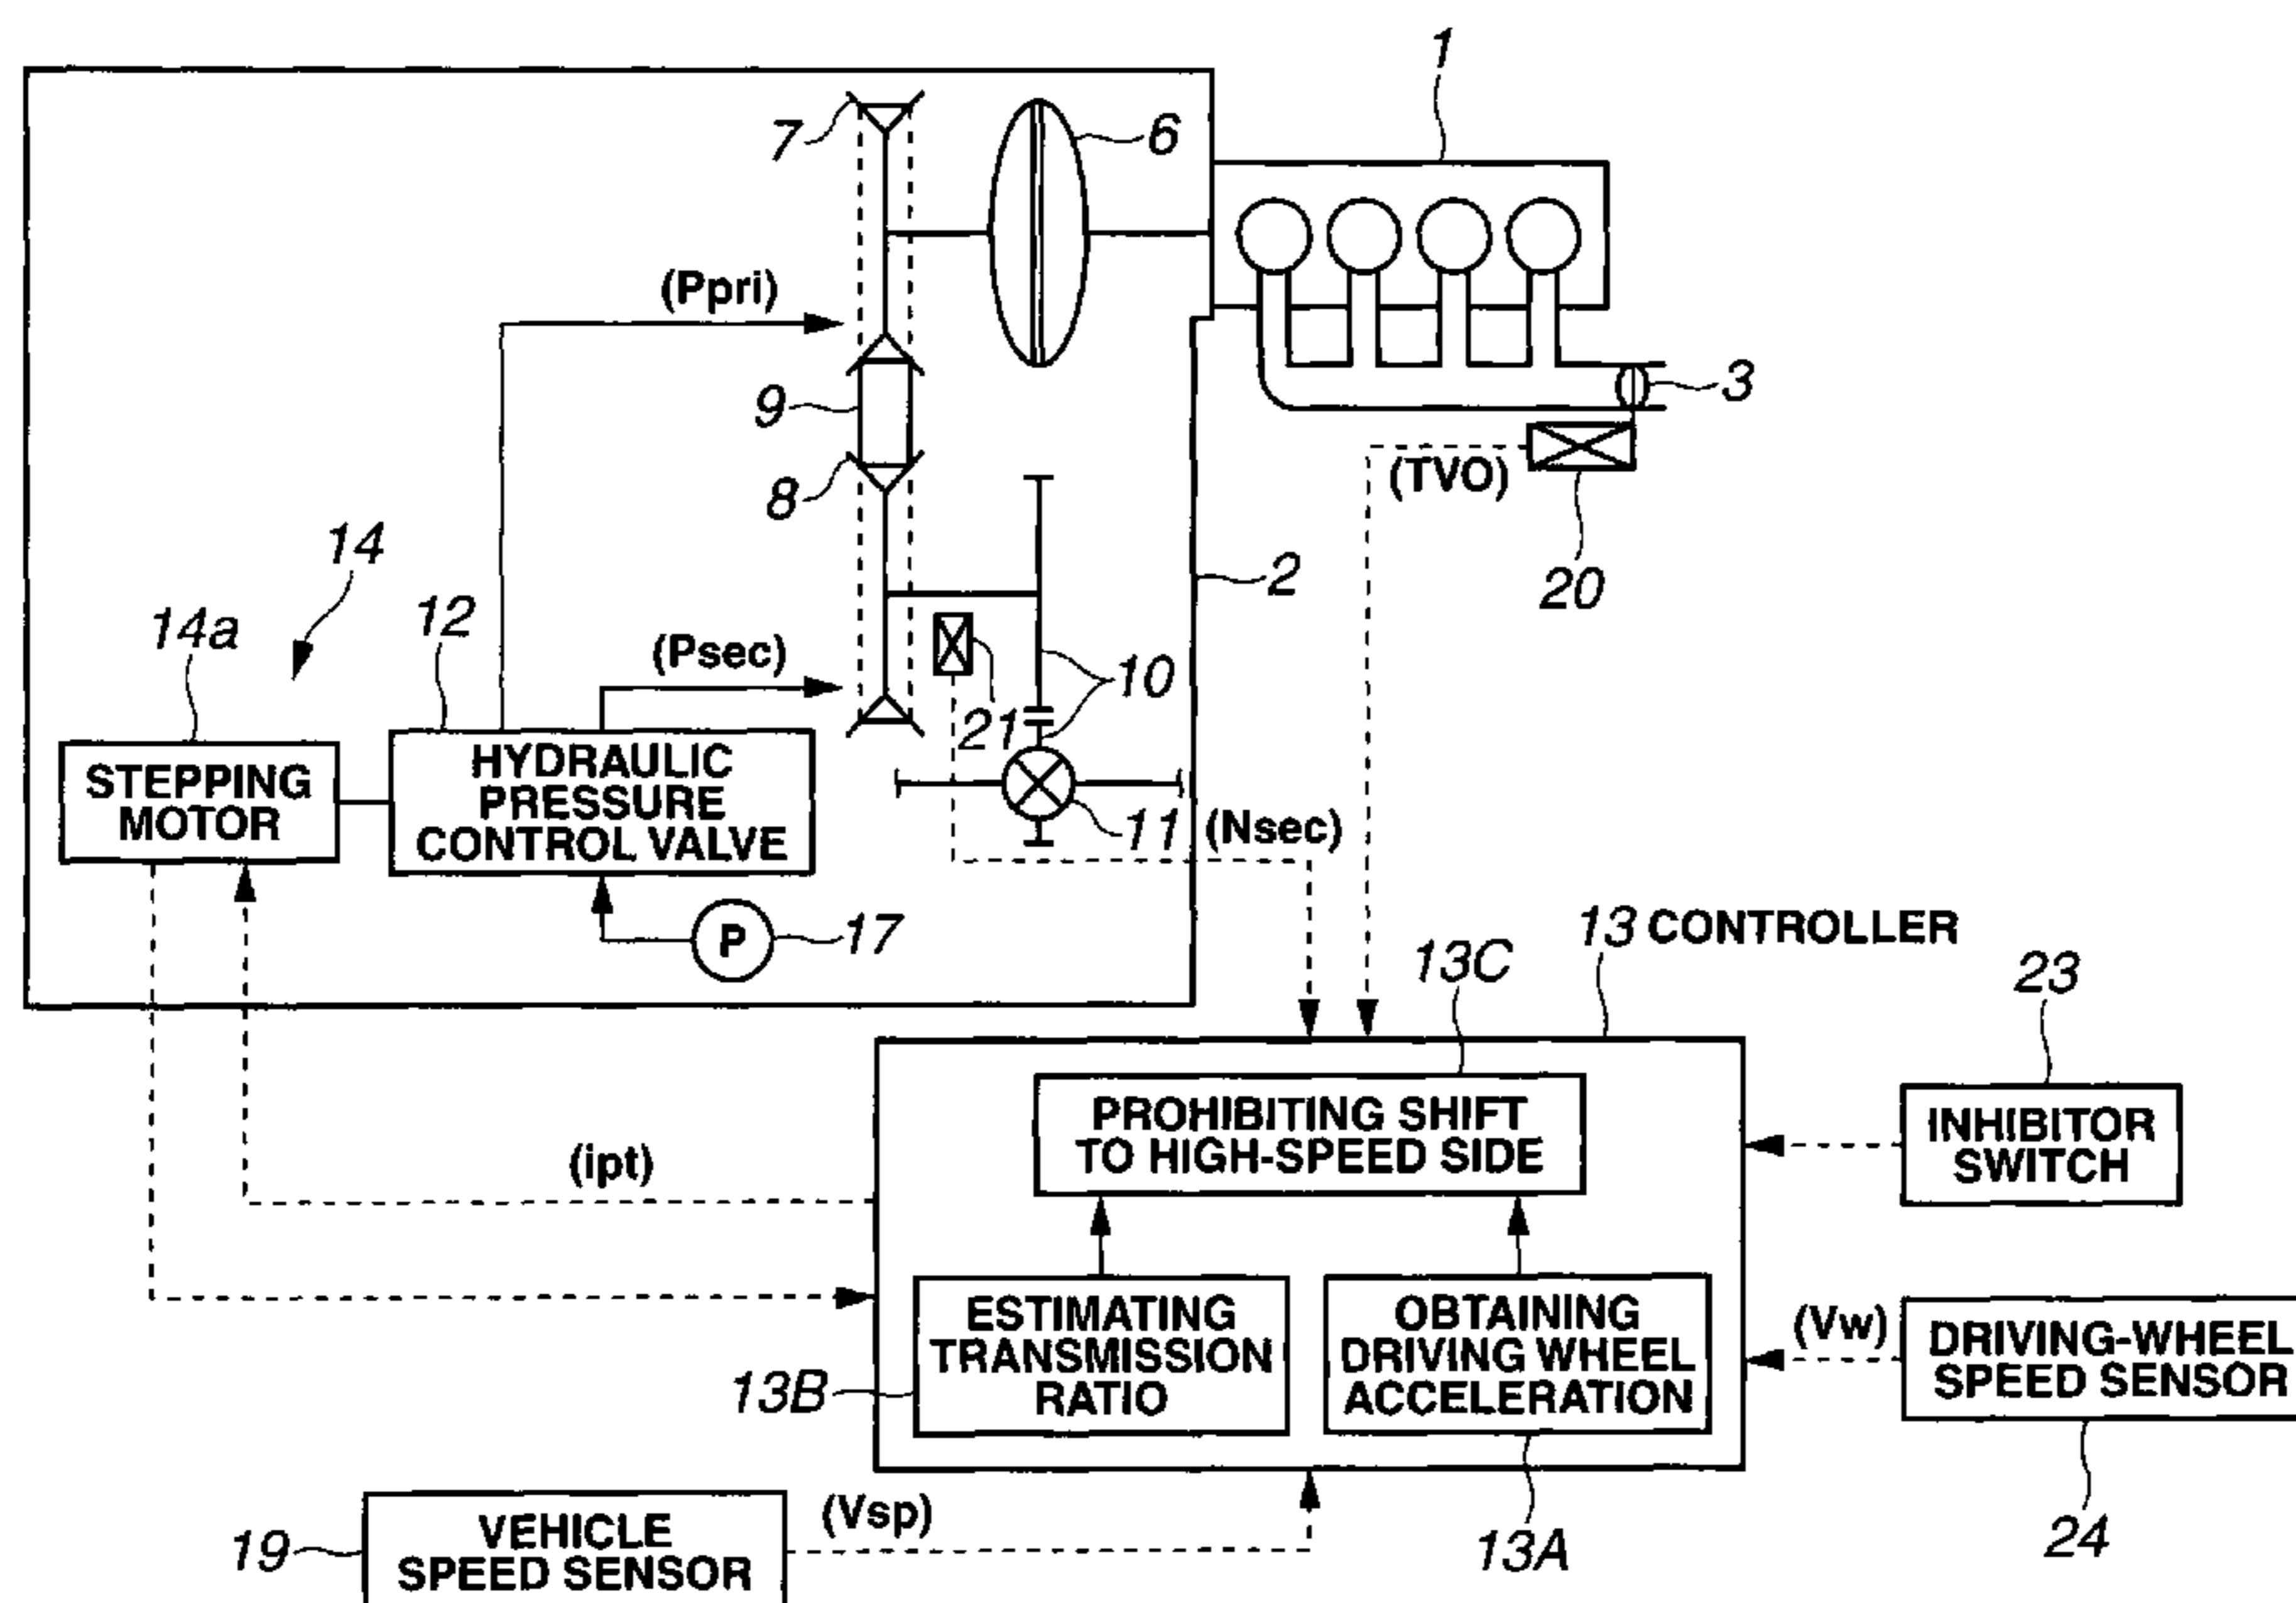 1
7
6
(Ppri)
9
3
8
(TVO)
14
20
2
14a
12
(Psec)
10
21
STEPPING
MOTOR
HYDRAULIC
PRESSURE
CONTROL VALVE
11
(Nsec)
P
17
13 CONTROLLER
13C
23
PROHIBITING SHIFT
TO HIGH-SPEED SIDE
INHIBITOR
SWITCH
(ipt)
ESTIMATING
TRANSMISSION
RATIO
OBTAINING
DRIVING WHEEL
ACCELERATION
(Vw)
DRIVING-WHEEL
SPEED SENSOR
13B
(Vsp)
19
VEHICLE
SPEED SENSOR
13A
24